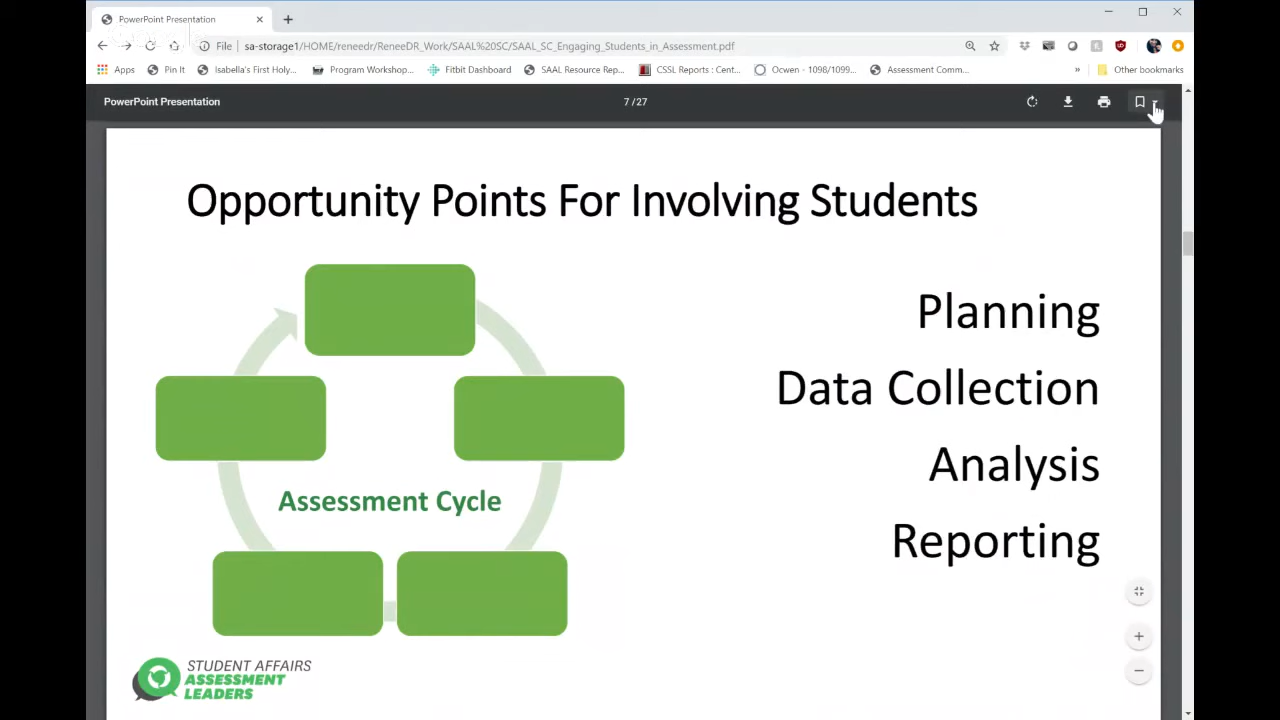 PowerPoint Presentation
File
sa-storage1/HOME/reneedr/ReneeDR_Work/SAAL%20SC/SAAL_SC_Engaging_Students_in_Assessment.pdf
Apps
Pin It
Isabella's First Holy...
Program Workshop...
Fitbit Dashboard
SAAL Resource Rep...
CSSL Reports : Cent...
Ocwen - 1098/1099...
Assessment Comm...
»
Other bookmarks
PowerPoint Presentation
7 / 27
Opportunity Points For Involving Students
Planning
Data Collection
Analysis
Reporting
Assessment Cycle
STUDENT AFFAIRS
ASSESSMENT
LEADERS